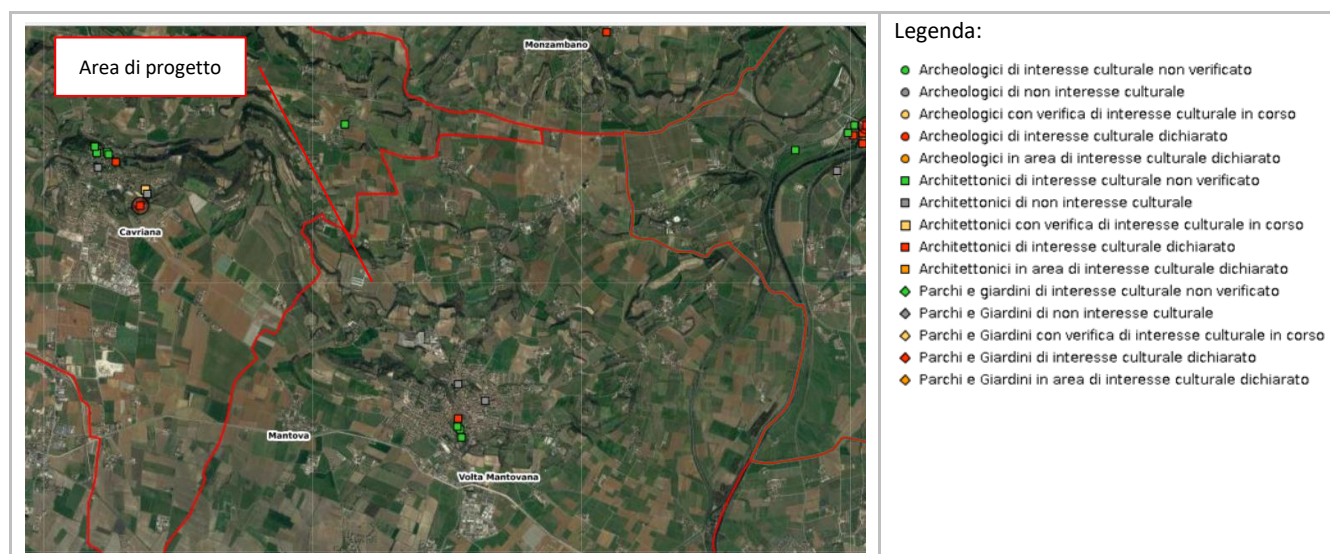 Area di progetto
Monzambano
Cavriana
Mantova
Volta Mantovana
Legenda:
Archeologici di interesse culturale non verificato
Archeologici di non interesse culturale
Archeologici con verifica di interesse culturale in corso
Archeologici di interesse culturale dichiarato
Archeologici in area di interesse culturale dichiarato
Architettonici di interesse culturale non verificato
Architettonici di non interesse culturale
Architettonici con verifica di interesse culturale in corso
Architettonici di interesse culturale dichiarato
Architettonici in area di interesse culturale dichiarato
Parchi e giardini di interesse culturale non verificato
Parchi e Giardini di non interesse culturale
Parchi e Giardini con verifica di interesse culturale in corso
Parchi e Giardini di interesse culturale dichiarato
Parchi e Giardini in area di interesse culturale dichiarato